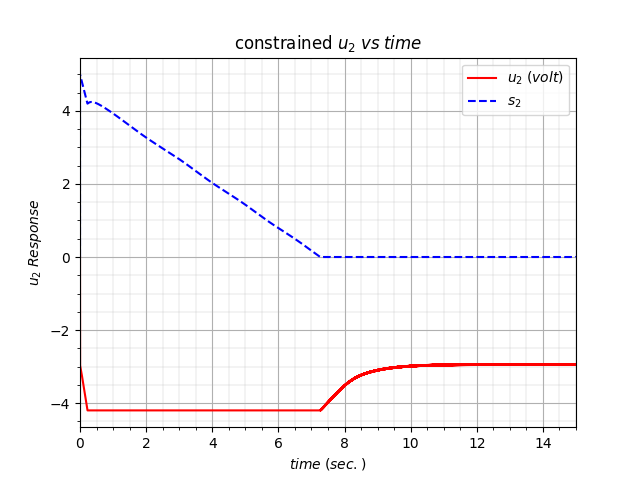 constrained u₂ vs time
u₂ (volt)
s₂
u₂ Response
4
2
0
−2
−4
0 2 4 6 8 10 12 14
time (sec. )